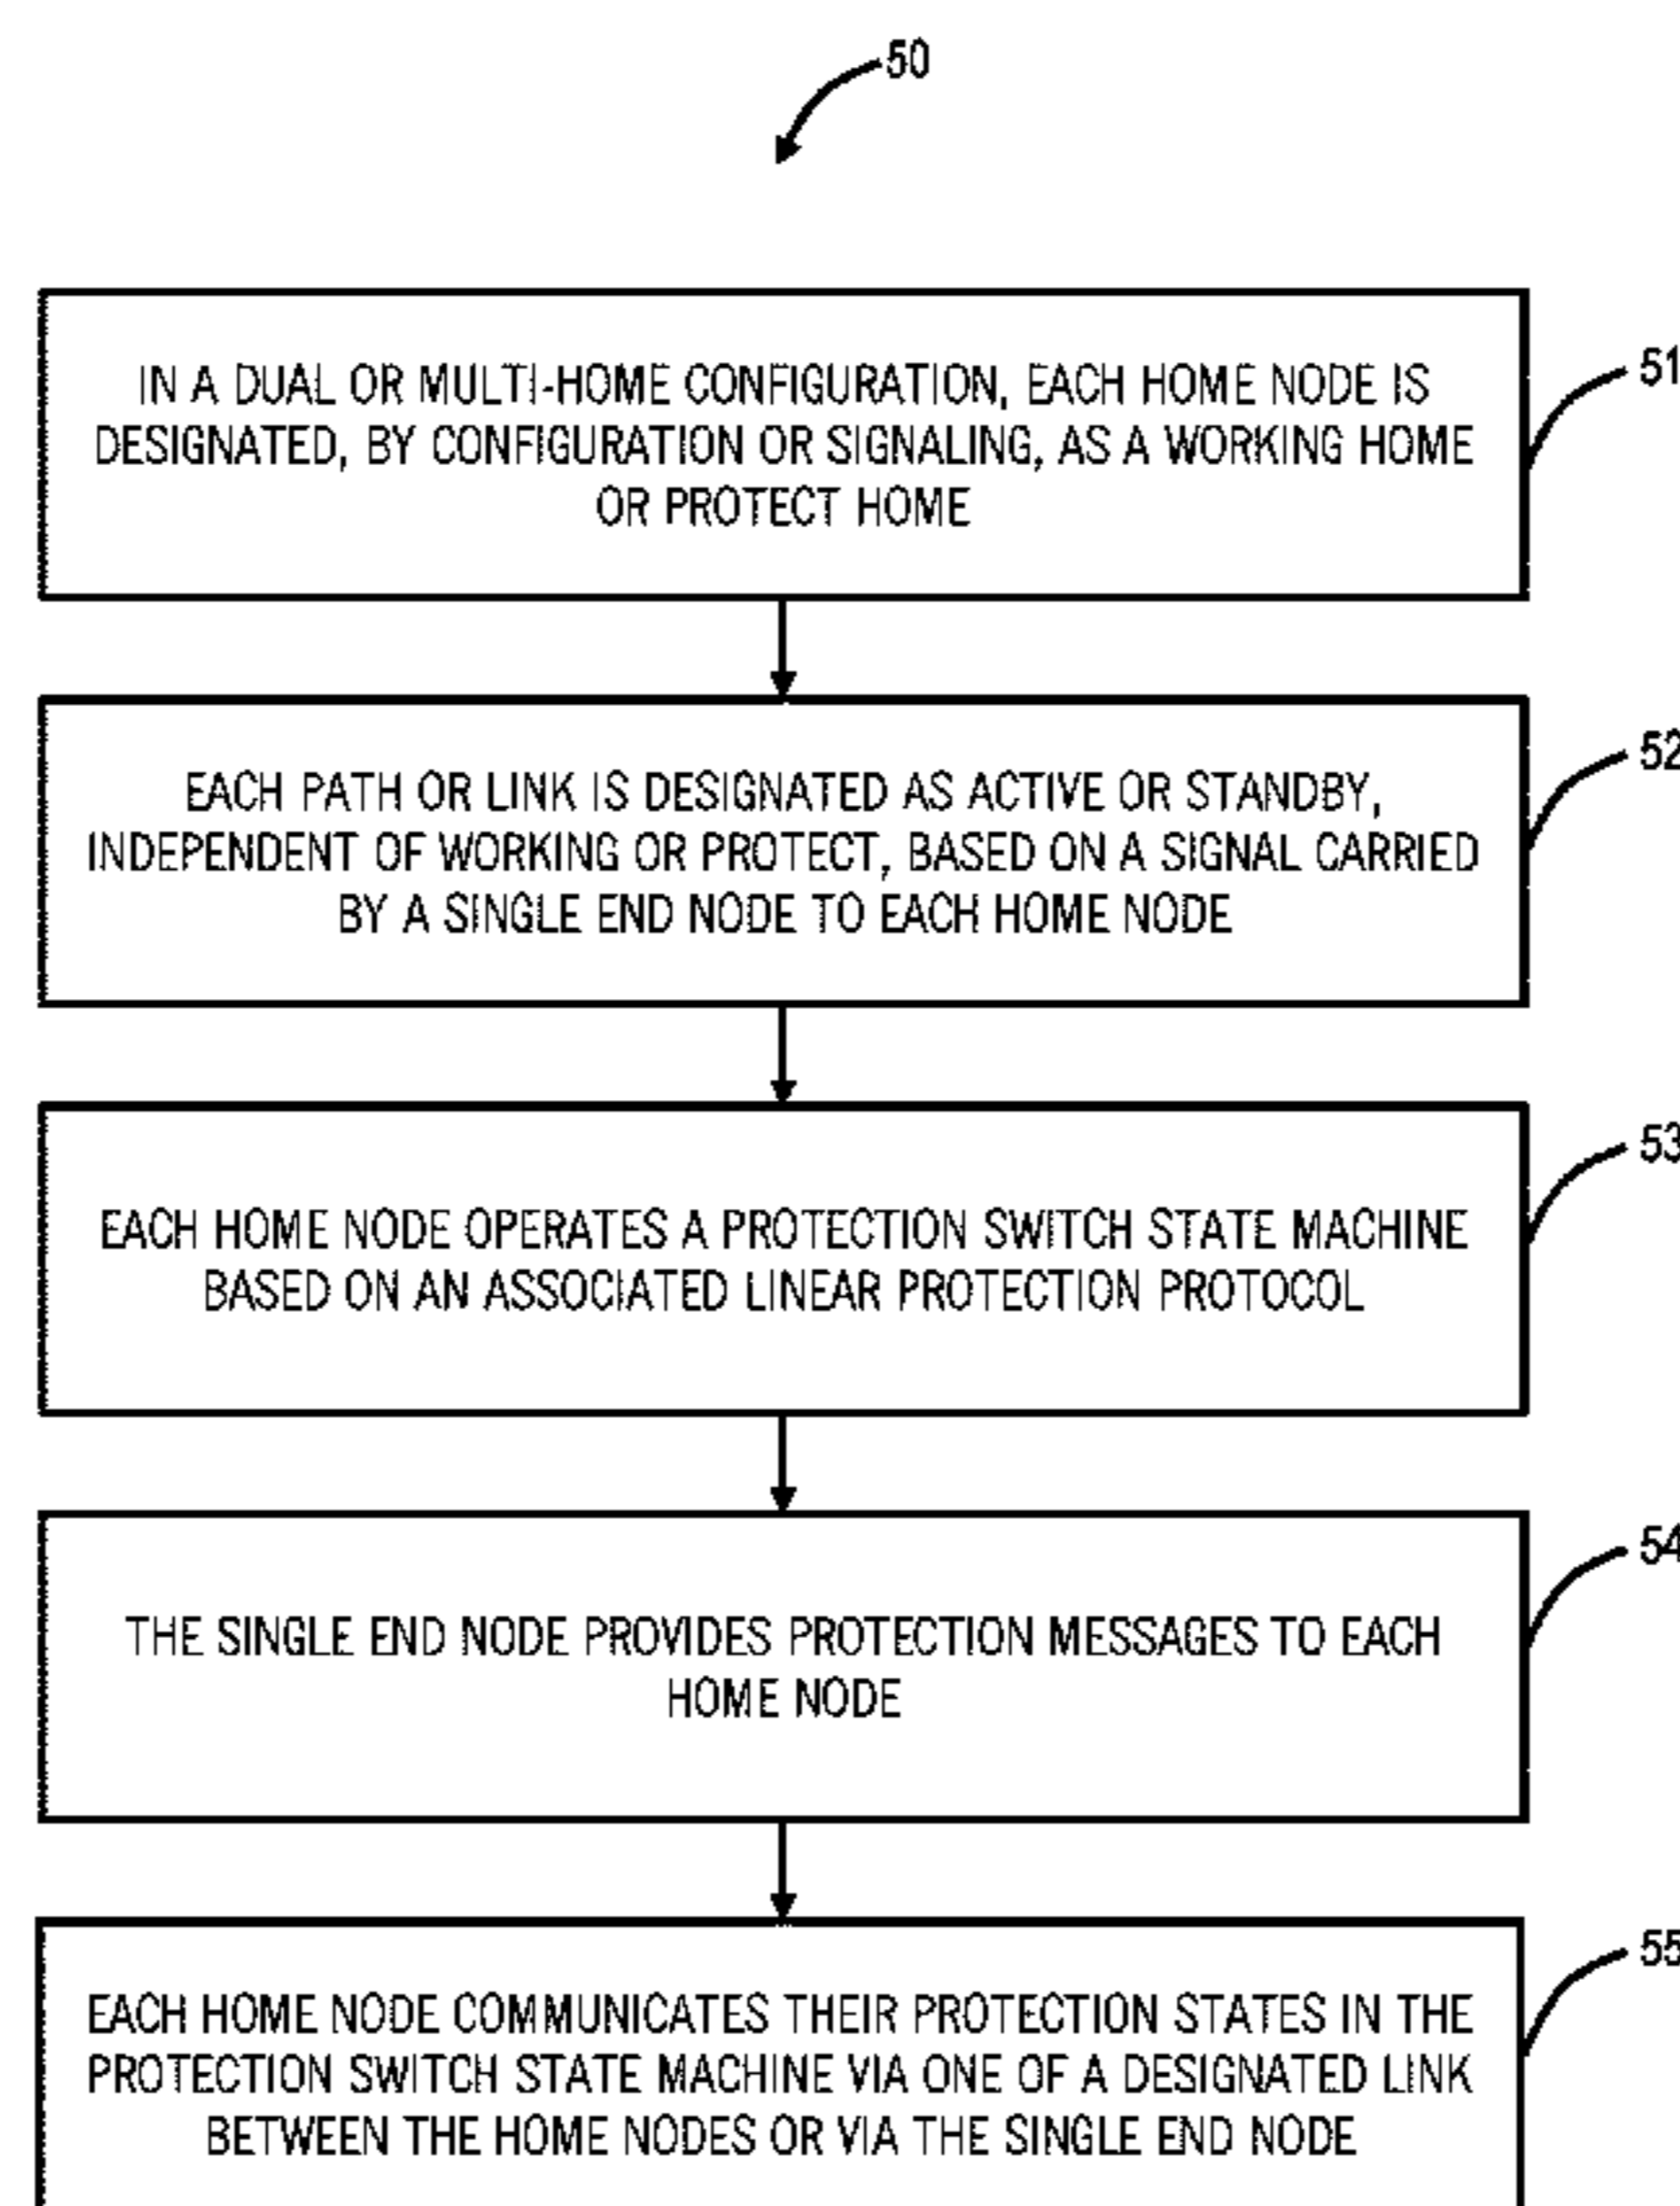 50
IN A DUAL OR MULTI-HOME CONFIGURATION, EACH HOME NODE IS
DESIGNATED, BY CONFIGURATION OR SIGNALING, AS A WORKING HOME
OR PROTECT HOME
51
EACH PATH OR LINK IS DESIGNATED AS ACTIVE OR STANDBY,
INDEPENDENT OF WORKING OR PROTECT, BASED ON A SIGNAL CARRIED
BY A SINGLE END NODE TO EACH HOME NODE
52
EACH HOME NODE OPERATES A PROTECTION SWITCH STATE MACHINE
BASED ON AN ASSOCIATED LINEAR PROTECTION PROTOCOL
53
THE SINGLE END NODE PROVIDES PROTECTION MESSAGES TO EACH
HOME NODE
54
EACH HOME NODE COMMUNICATES THEIR PROTECTION STATES IN THE
PROTECTION SWITCH STATE MACHINE VIA ONE OF A DESIGNATED LINK
BETWEEN THE HOME NODES OR VIA THE SINGLE END NODE
55